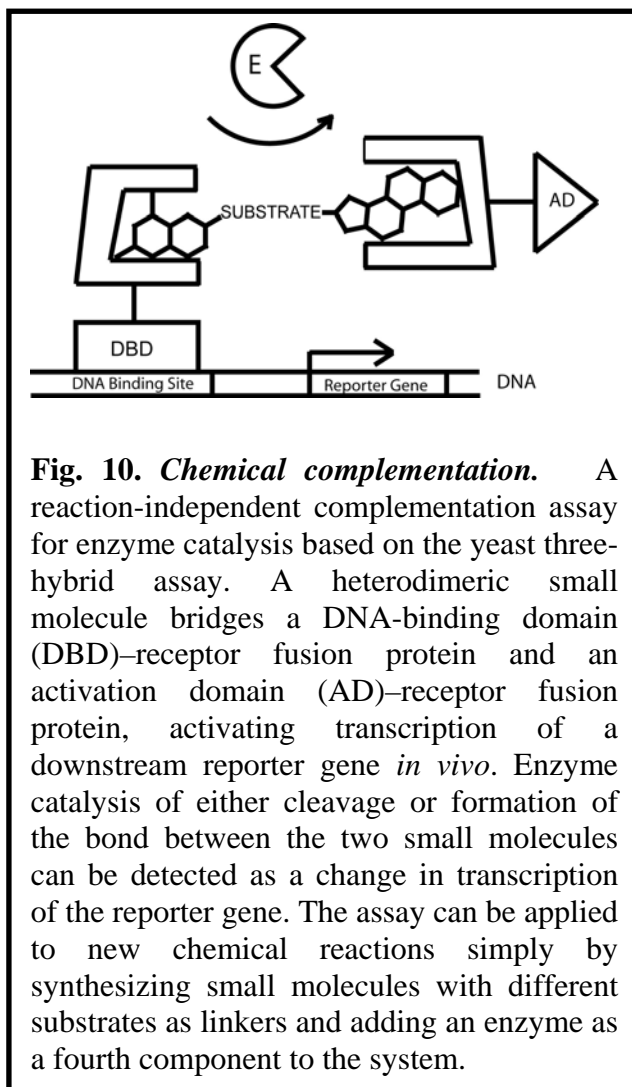 E
SUBSTRATE
AD
DBD
DNA Binding Site
Reporter Gene
DNA
Fig. 10. Chemical complementation. A
reaction-independent complementation assay
for enzyme catalysis based on the yeast three-
hybrid assay. A heterodimeric small
molecule bridges a DNA-binding domain
(DBD)–receptor fusion protein and an
activation domain (AD)–receptor fusion
protein, activating transcription of a
downstream reporter gene in vivo. Enzyme
catalysis of either cleavage or formation of
the bond between the two small molecules
can be detected as a change in transcription
of the reporter gene. The assay can be applied
to new chemical reactions simply by
synthesizing small molecules with different
substrates as linkers and adding an enzyme as
a fourth component to the system.